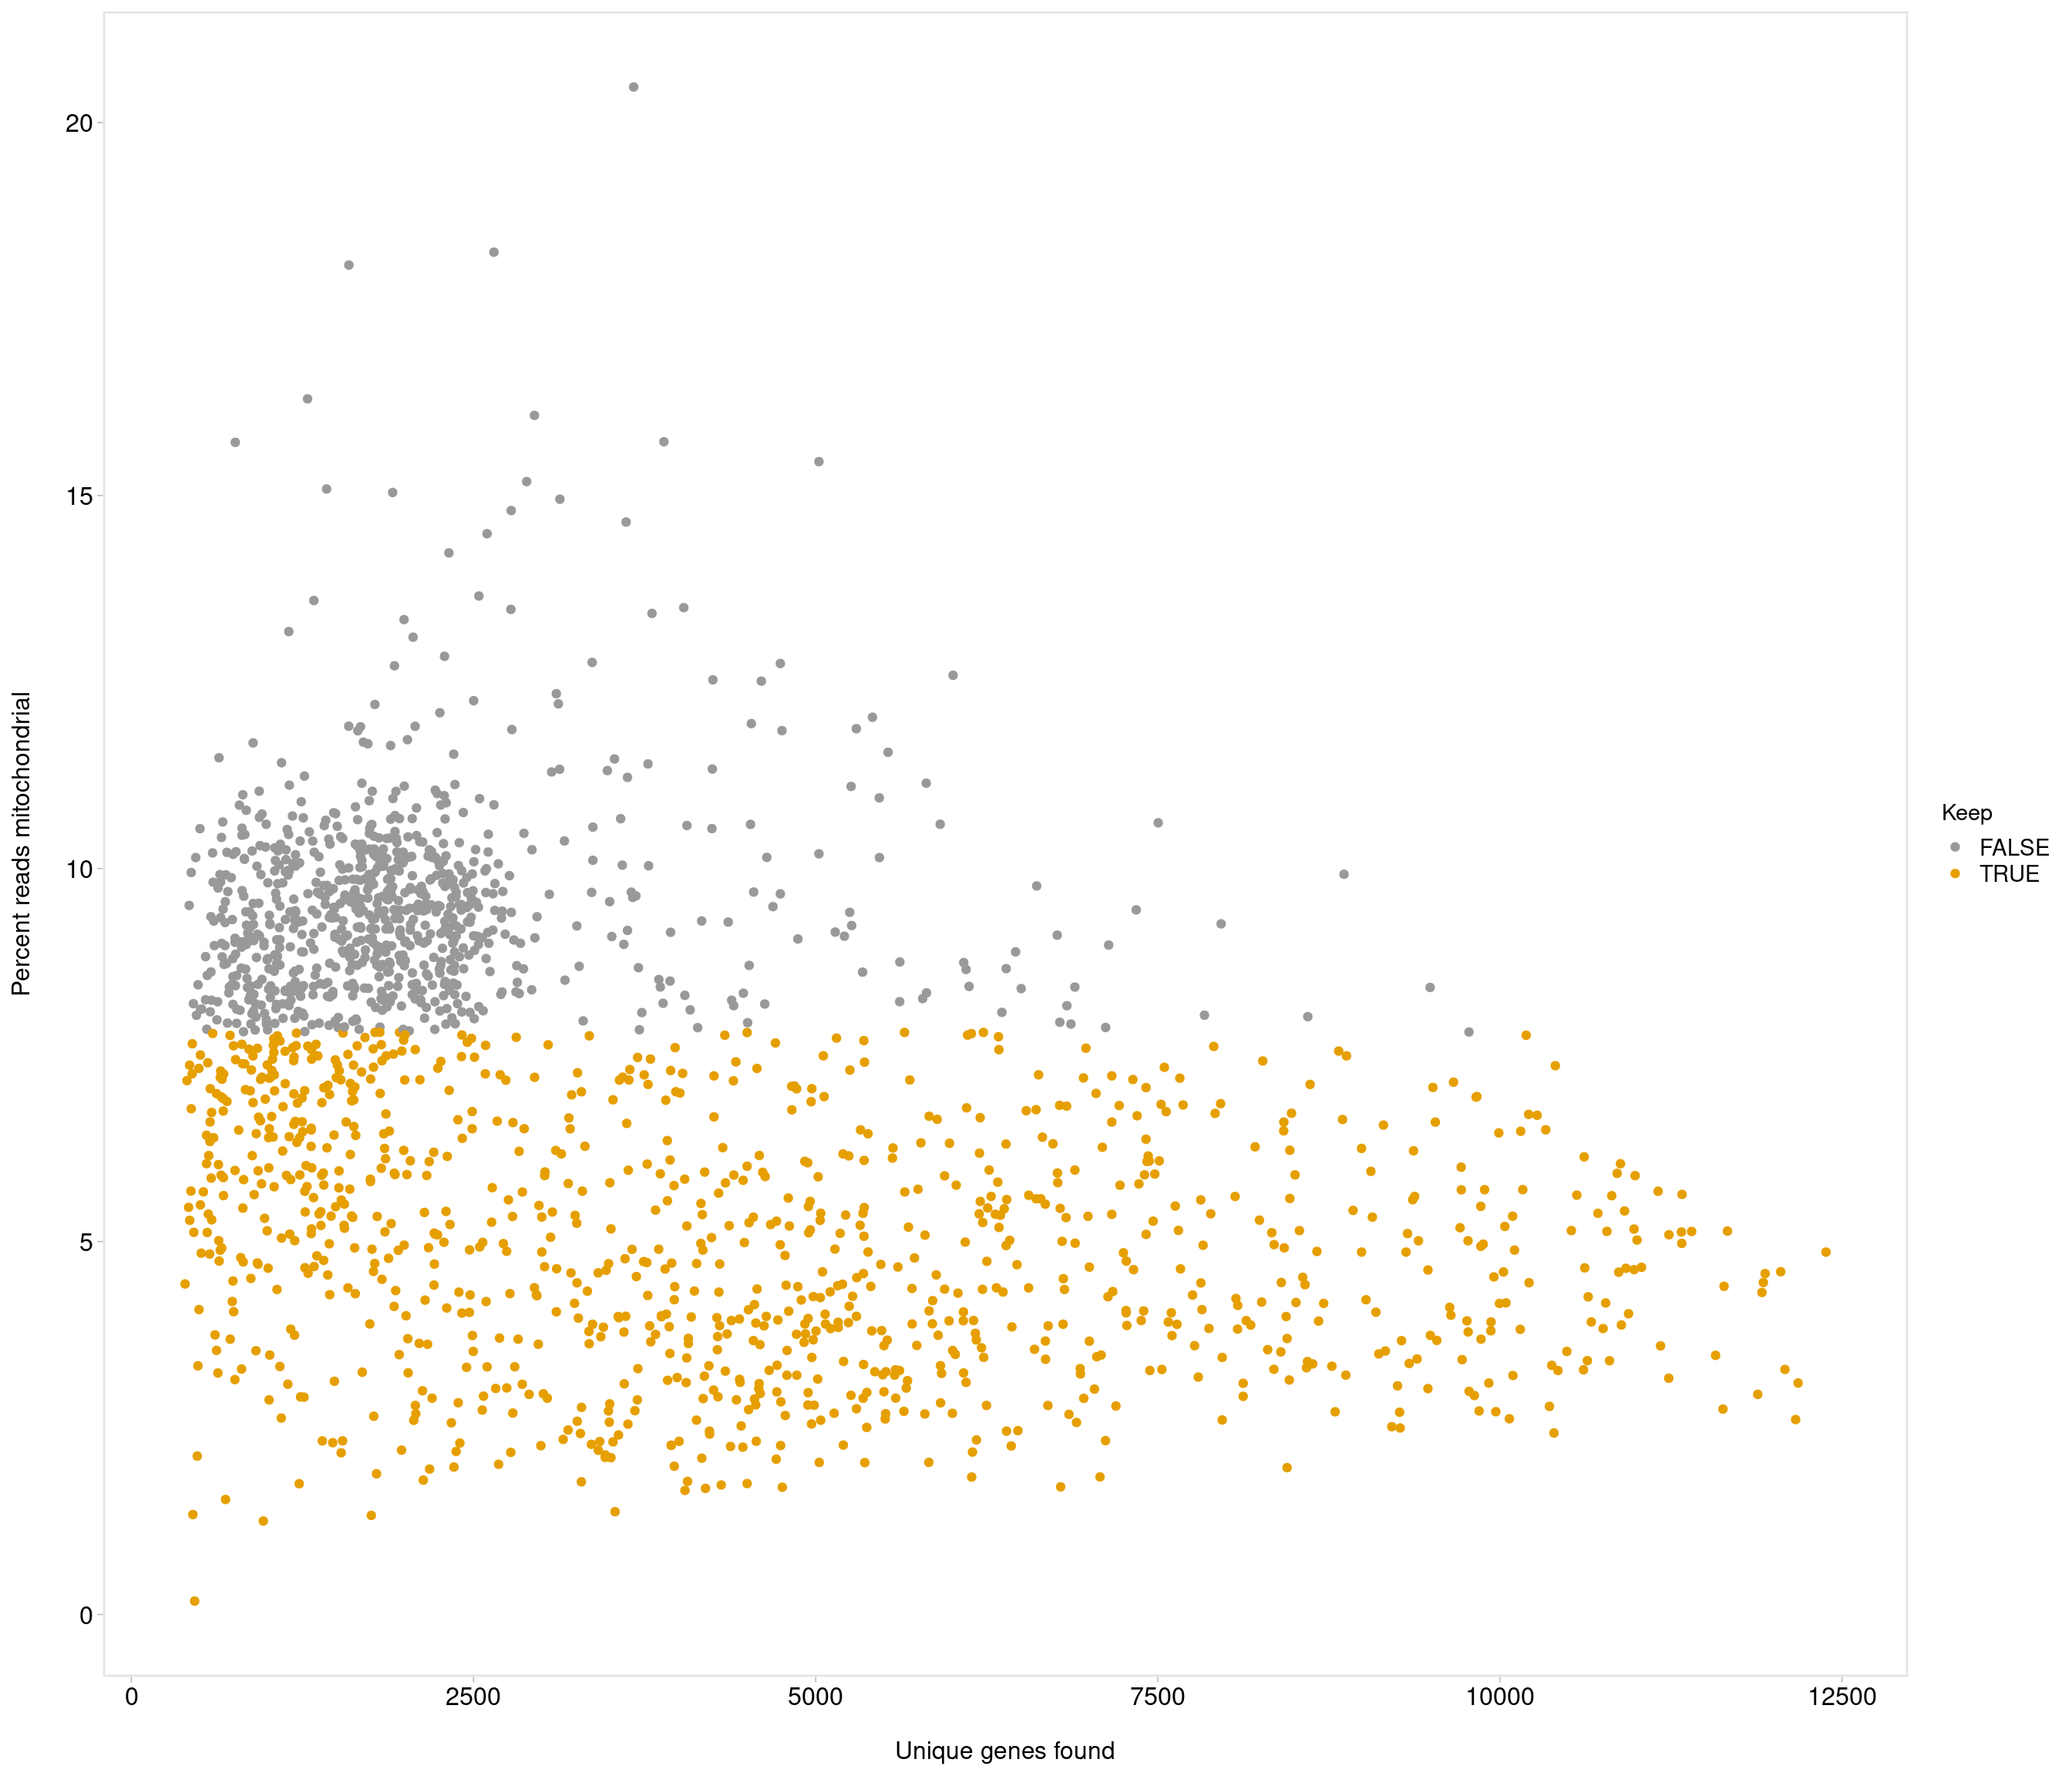 20
15
10
5
0
Percent reads mitochondrial
0 2500 5000 7500 10000 12500
Unique genes found
Keep
FALSE
TRUE